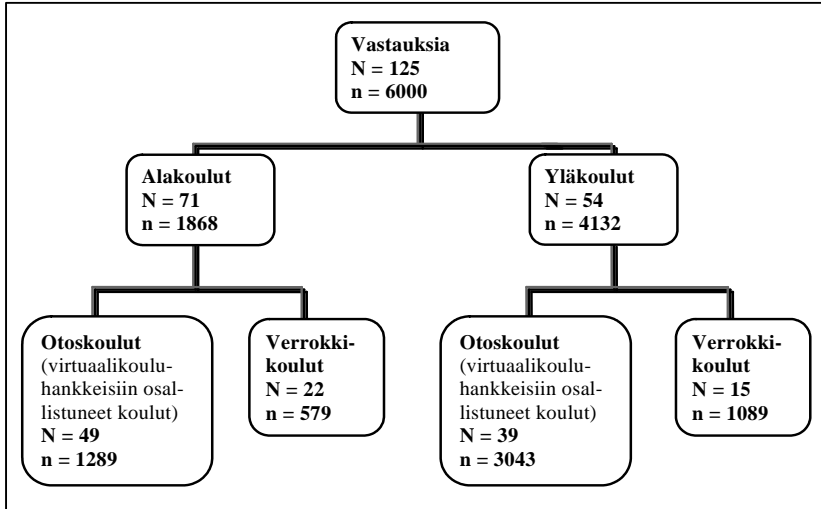 Vastauksia
N = 125
n = 6000
Alakoulut
N = 71
n = 1868
Yläkoulut
N = 54
n = 4132
Otoskoulut
(virtuaalikoulu-
hankkeisiin osal-
listuneet koulut)
N = 49
n = 1289
Verrokki-
koulut
N = 22
n = 579
Otoskoulut
(virtuaalikoulu-
hankkeisiin osal-
listuneet koulut)
N = 39
n = 3043
Verrokki-
koulut
N = 15
n = 1089